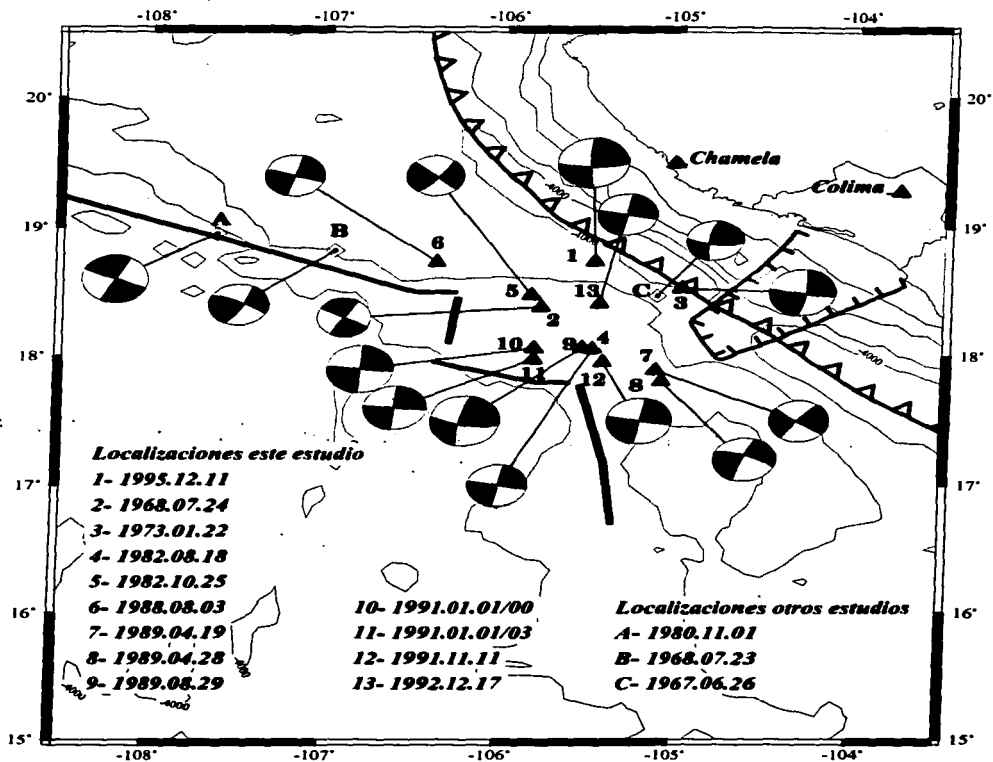 -108° -107° -106° -105° -104°
20° 20°
Chamela
Colima
-4000
19° A B 6 1 -4000 19°
5 13 C 3
2
18° 10 9 4 7 -4000 18°
11 12 8
Localizaciones este estudio
1- 1995.12.11
17° 17°
2- 1968.07.24
3- 1973.01.22
4- 1982.08.18
5- 1982.10.25
16° 16°
6- 1988.08.03 10- 1991.01.01/00 Localizaciones otros estudios
7- 1989.04.19 11- 1991.01.01/03 A- 1980.11.01
8- 1989.04.28 12- 1991.11.11 B- 1968.07.23
9- 1989.08.29 13- 1992.12.17 C- 1967.06.26
-4000 -4000
15° 15°
-108° -107° -106° -105° -104°